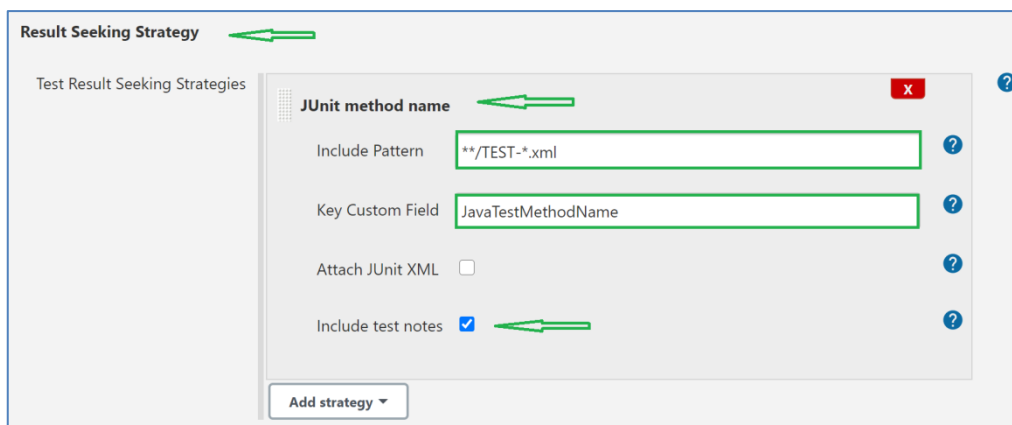 Result Seeking Strategy
Test Result Seeking Strategies
X
JUnit method name
Include Pattern **/TEST-*.xml ?
Key Custom Field JavaTestMethodName ?
Attach JUnit XML ?
Include test notes ?
Add strategy
?